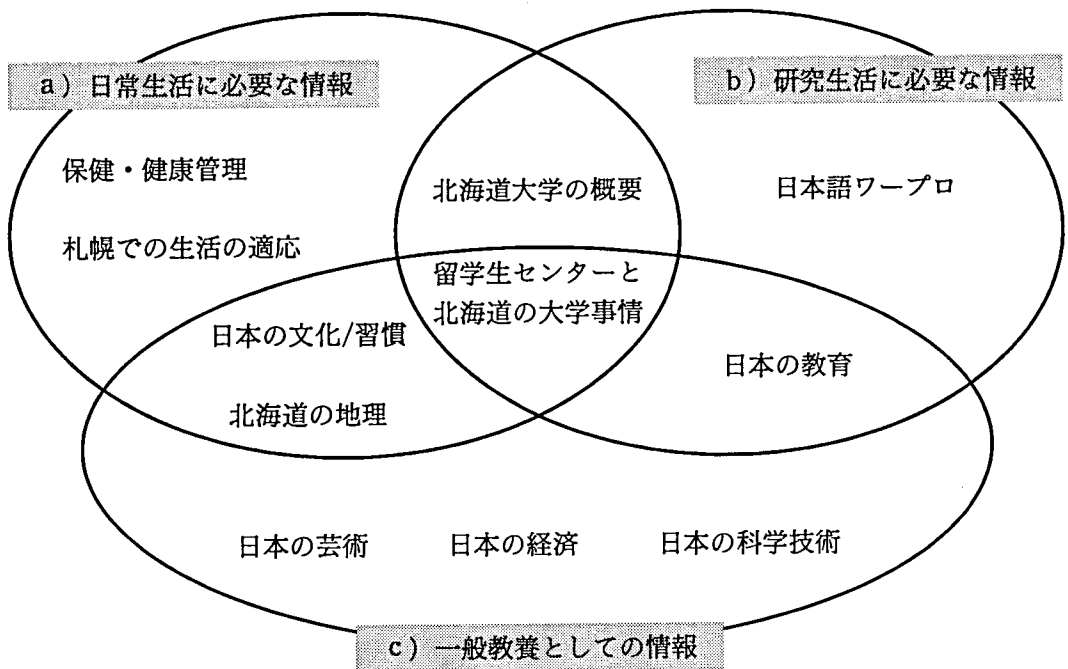 a）日常生活に必要な情報
b）研究生活に必要な情報
保健・健康管理
北海道大学の概要
日本語ワープロ
札幌での生活の適応
留学生センターと
北海道の大学事情
日本の文化/習慣
日本の教育
北海道の地理
日本の芸術
日本の経済
日本の科学技術
c）一般教養としての情報